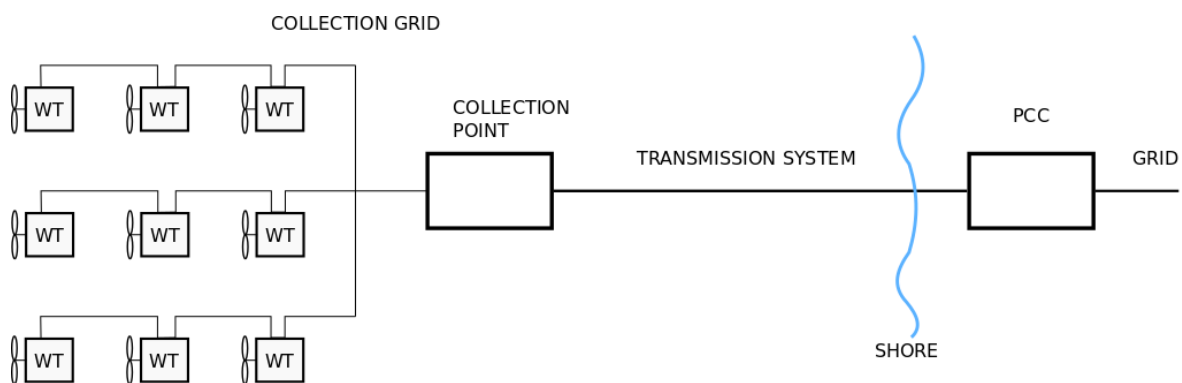 COLLECTION GRID
WT WT WT
COLLECTION
POINT
PCC
TRANSMISSION SYSTEM
GRID
WT WT WT
SHORE
WT WT WT